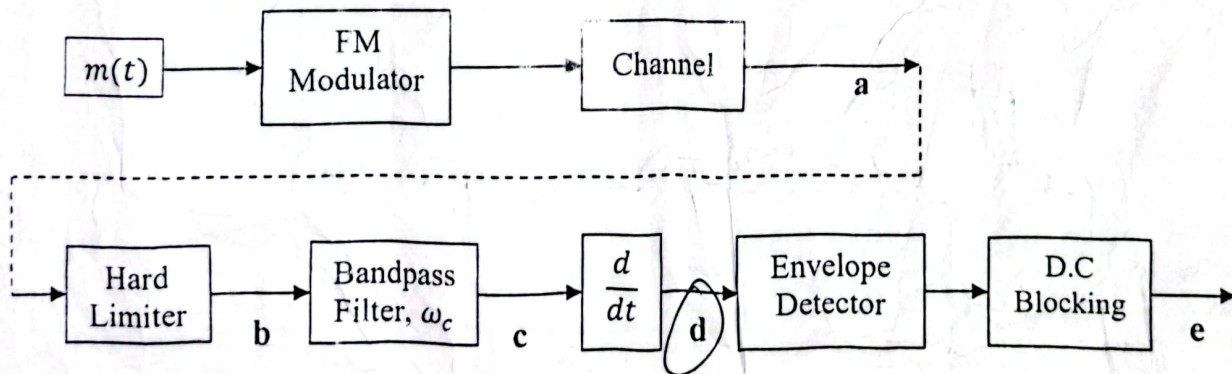 m(t)
FM
Modulator
Channel
a
Hard
Limiter
b
Bandpass
Filter, ω_c
c
d
dt
d
Envelope
Detector
D.C
Blocking
e